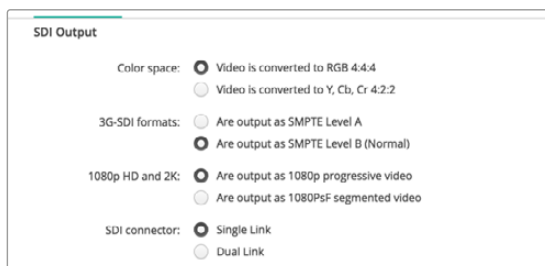 SDI Output
Color space: Video is converted to RGB 4:4:4
Video is converted to Y, Cb, Cr 4:2:2
3G-SDI formats: Are output as SMPTE Level A
Are output as SMPTE Level B (Normal)
1080p HD and 2K: Are output as 1080p progressive video
Are output as 1080PsF segmented video
SDI connector: Single Link
Dual Link